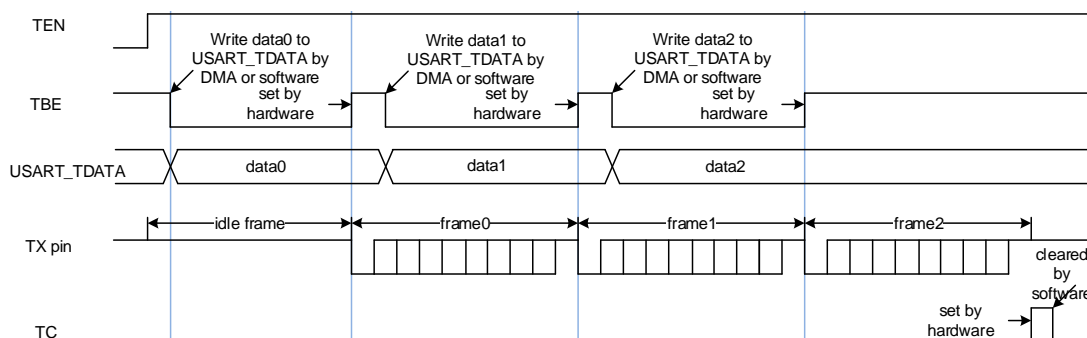 TEN
Write data0 to
USART_TDATA by
DMA or software
Write data1 to
USART_TDATA by
DMA or software
Write data2 to
USART_TDATA by
DMA or software
TBE
set by
hardware
set by
hardware
set by
hardware
USART_TDATA
data0
data1
data2
idle frame
frame0
frame1
frame2
TX pin
cleared
by
software
set by
hardware
TC